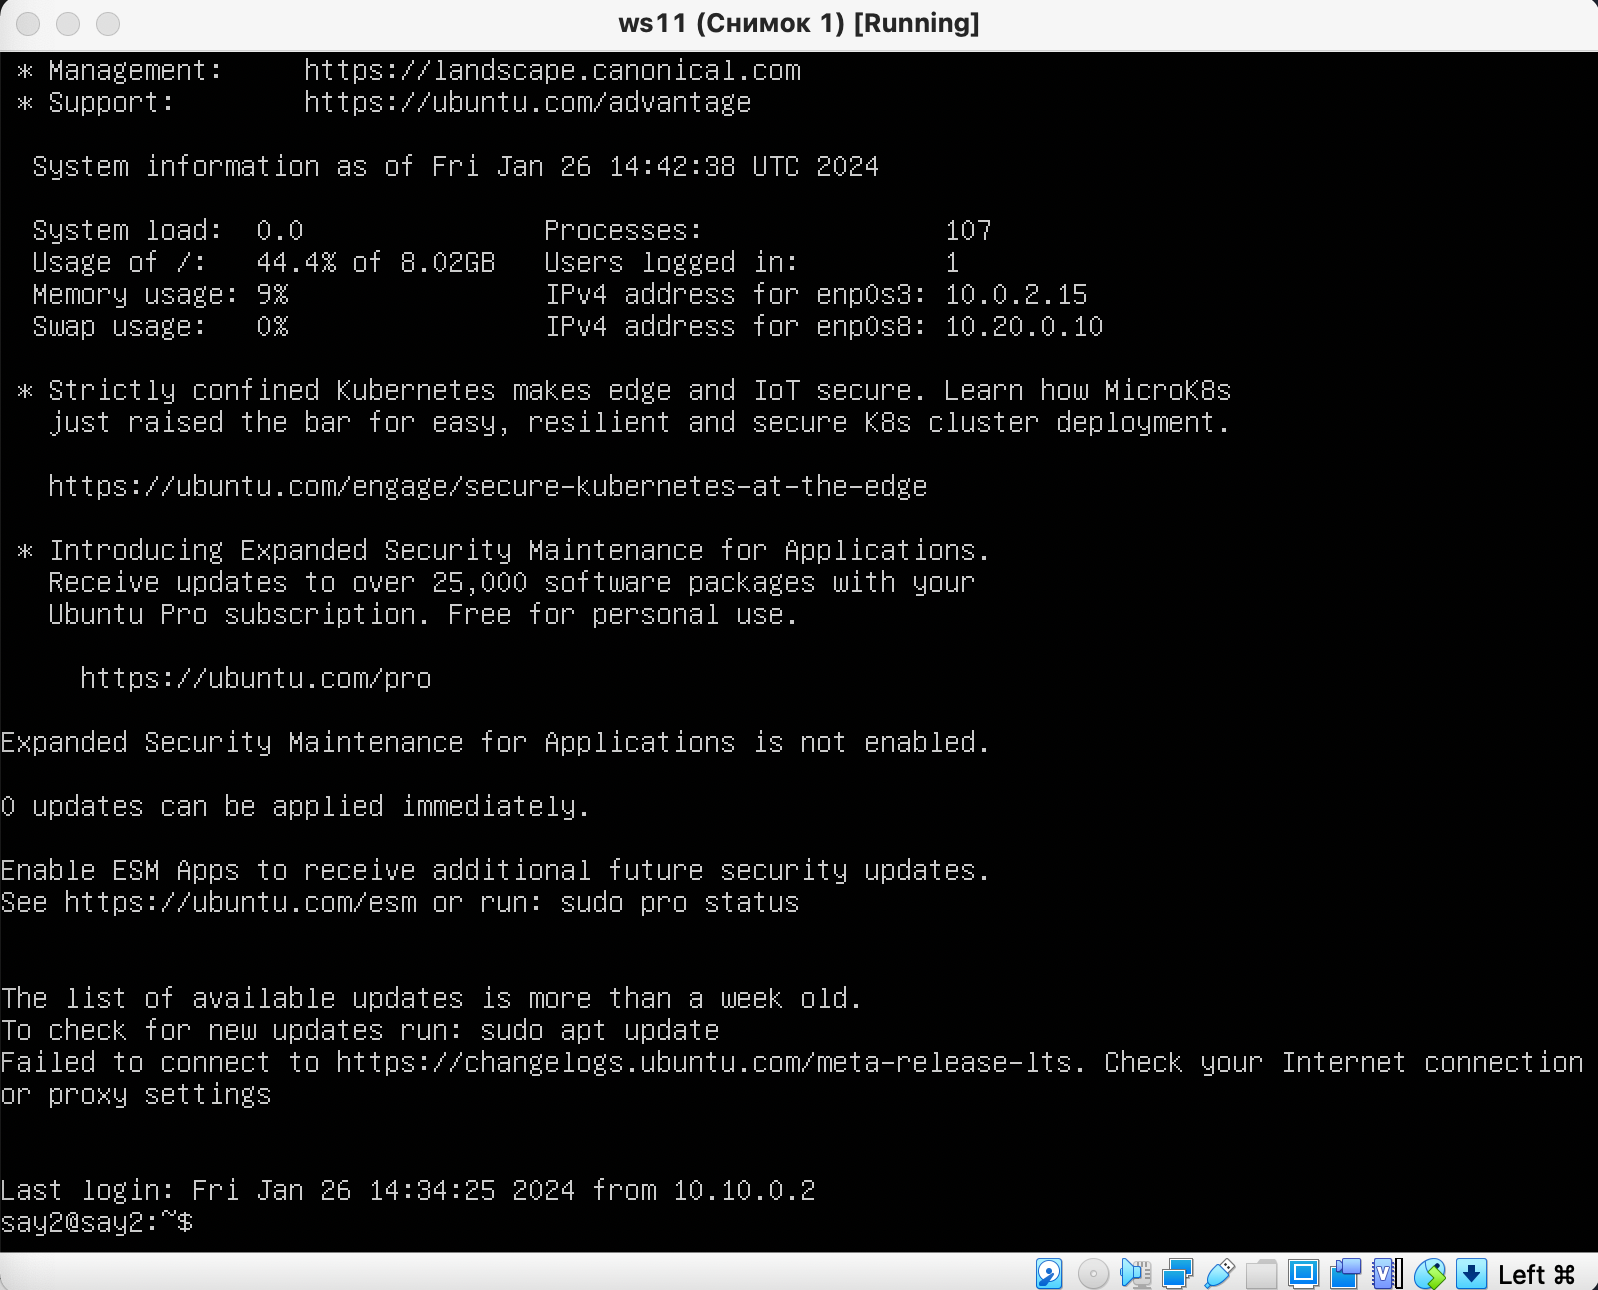 ws11 (Снимок 1) [Running]
* Management:     https://landscape.canonical.com
* Support:        https://ubuntu.com/advantage
System information as of Fri Jan 26 14:42:38 UTC 2024
System load:  0.0               Processes:               107
Usage of /:   44.4% of 8.02GB   Users logged in:         1
Memory usage: 9%                IPv4 address for enp0s3: 10.0.2.15
Swap usage:   0%                IPv4 address for enp0s8: 10.20.0.10
* Strictly confined Kubernetes makes edge and IoT secure. Learn how MicroK8s
just raised the bar for easy, resilient and secure K8s cluster deployment.
https://ubuntu.com/engage/secure-kubernetes-at-the-edge
* Introducing Expanded Security Maintenance for Applications.
Receive updates to over 25,000 software packages with your
Ubuntu Pro subscription. Free for personal use.
https://ubuntu.com/pro
Expanded Security Maintenance for Applications is not enabled.
0 updates can be applied immediately.
Enable ESM Apps to receive additional future security updates.
See https://ubuntu.com/esm or run: sudo pro status
The list of available updates is more than a week old.
To check for new updates run: sudo apt update
Failed to connect to https://changelogs.ubuntu.com/meta-release-lts. Check your Internet connection
or proxy settings
Last login: Fri Jan 26 14:34:25 2024 from 10.10.0.2
say2@say2:~$
Left ⌘